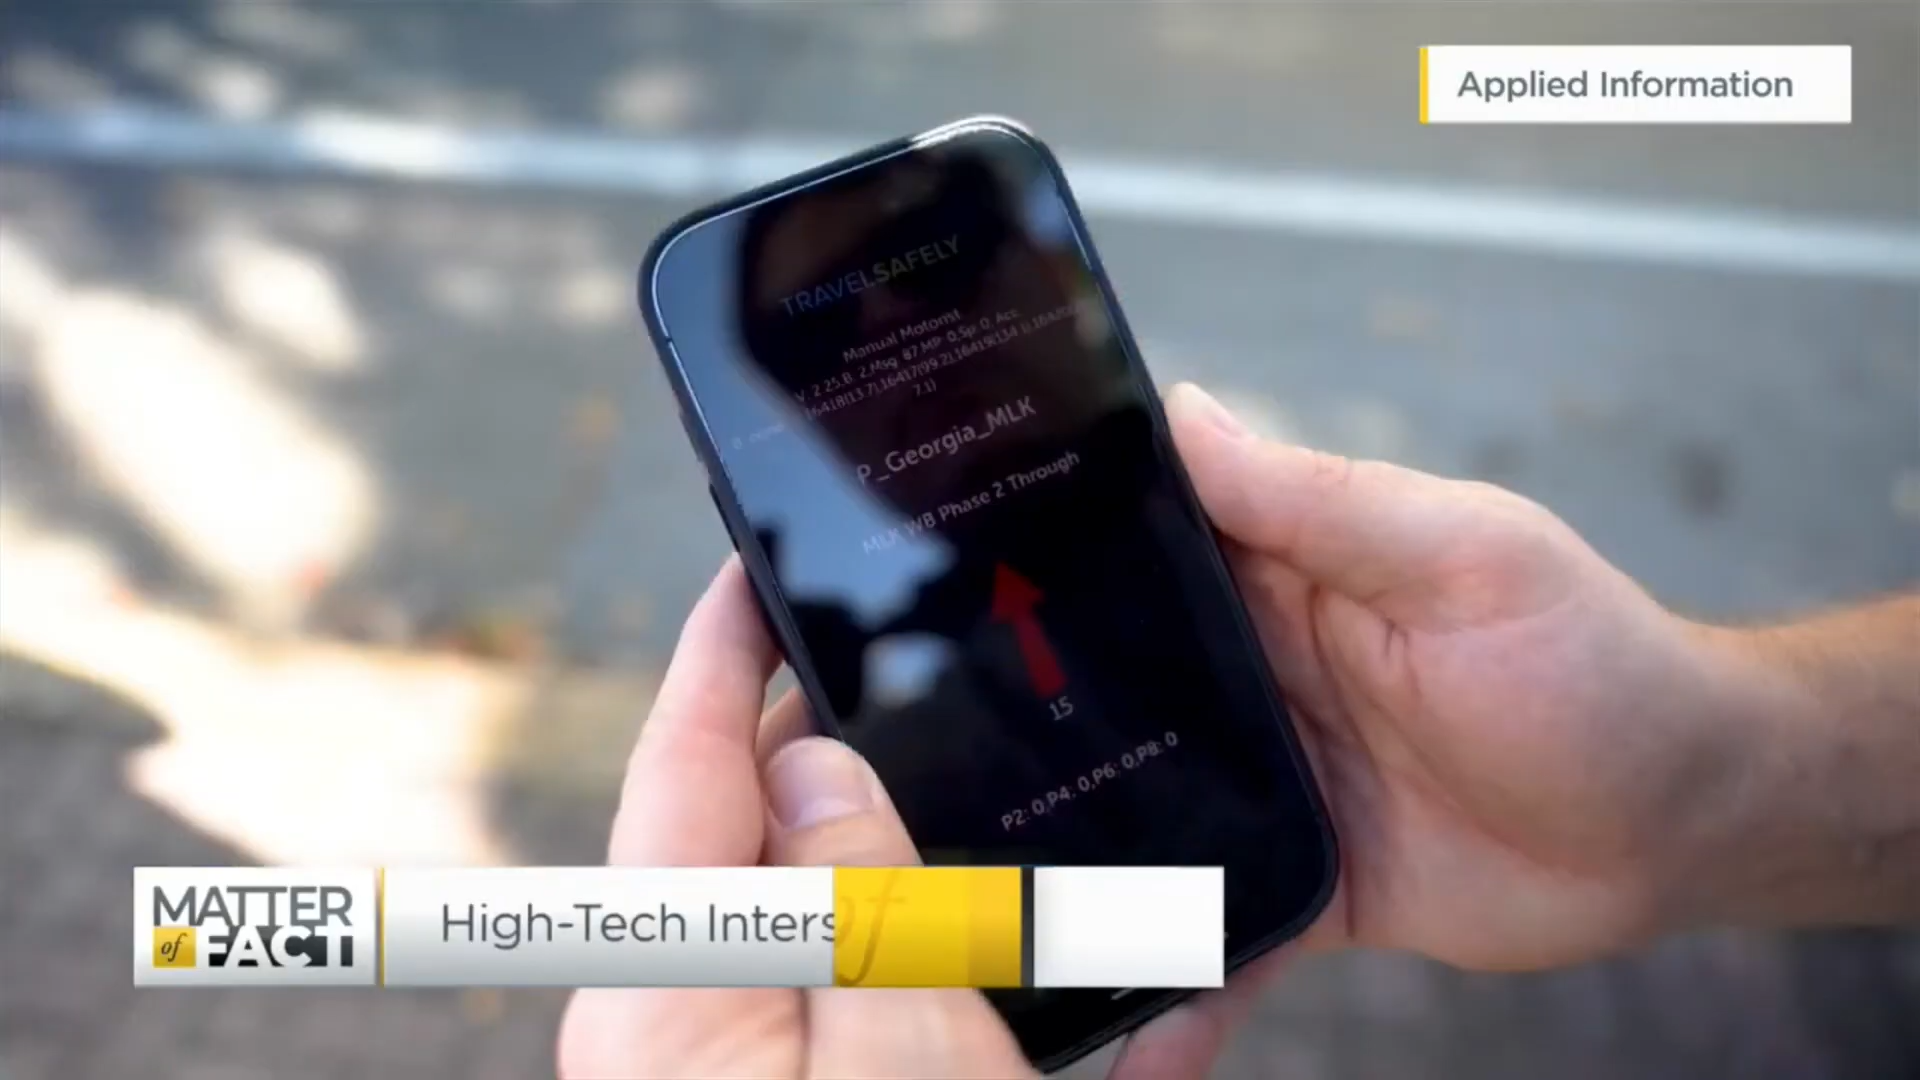 Applied Information
TRAVELSAFELY
Manual Motorist
P_Georgia_MLK
MLK WB Phase 2 Through
15
P2: 0,P4: 0,P6: 0,P8: 0
MATTER
of FACT
High-Tech Inters